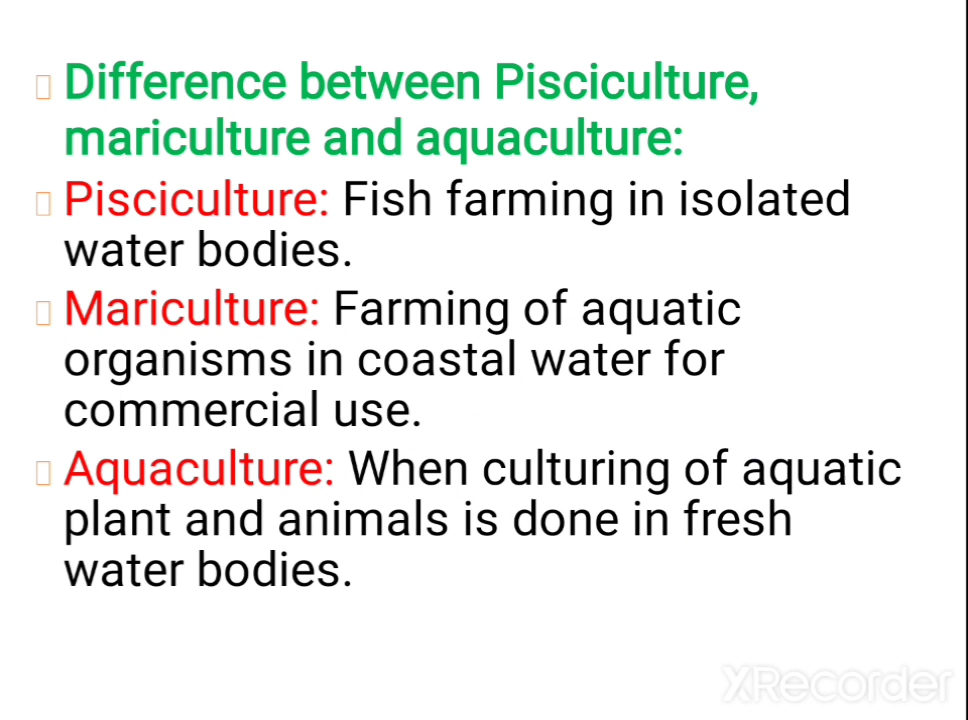 Difference between Pisciculture,
mariculture and aquaculture:
Pisciculture: Fish farming in isolated
water bodies.
Mariculture: Farming of aquatic
organisms in coastal water for
commercial use.
Aquaculture: When culturing of aquatic
plant and animals is done in fresh
water bodies.
XRecorder